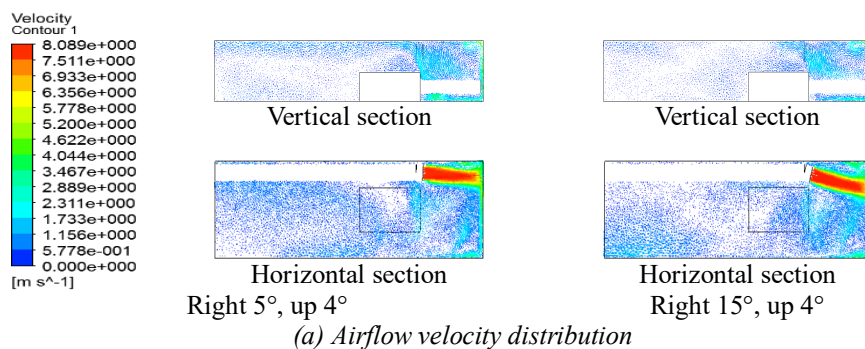 Velocity
Contour 1
8.089e+000
7.511e+000
6.933e+000
6.356e+000
5.778e+000
5.200e+000
4.622e+000
4.044e+000
3.467e+000
2.889e+000
2.311e+000
1.733e+000
1.156e+000
5.778e-001
0.000e+000
[m s^-1]
Vertical section
Vertical section
Horizontal section
Horizontal section
Right 5°, up 4°
Right 15°, up 4°
(a) Airflow velocity distribution